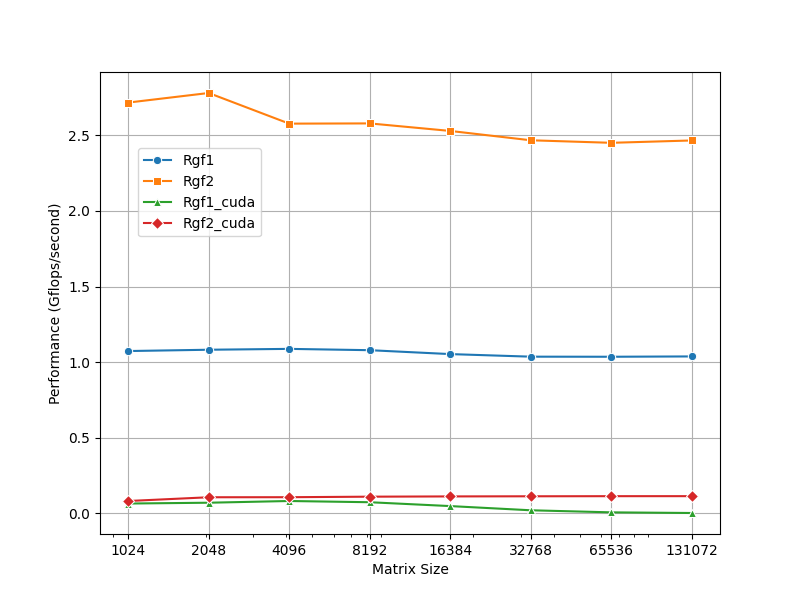 2.5
2.0
1.5
1.0
0.5
0.0
Performance (Gflops/second)
Rgf1
Rgf2
Rgf1_cuda
Rgf2_cuda
1024 2048 4096 8192 16384 32768 65536 131072
Matrix Size